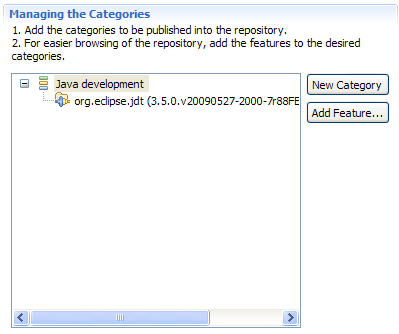 Managing the Categories
1. Add the categories to be published into the repository.
2. For easier browsing of the repository, add the features to the desired
categories.
Java development
New Category
org.eclipse.jdt (3.5.0.v20090527-2000-7r88FE
Add Feature...